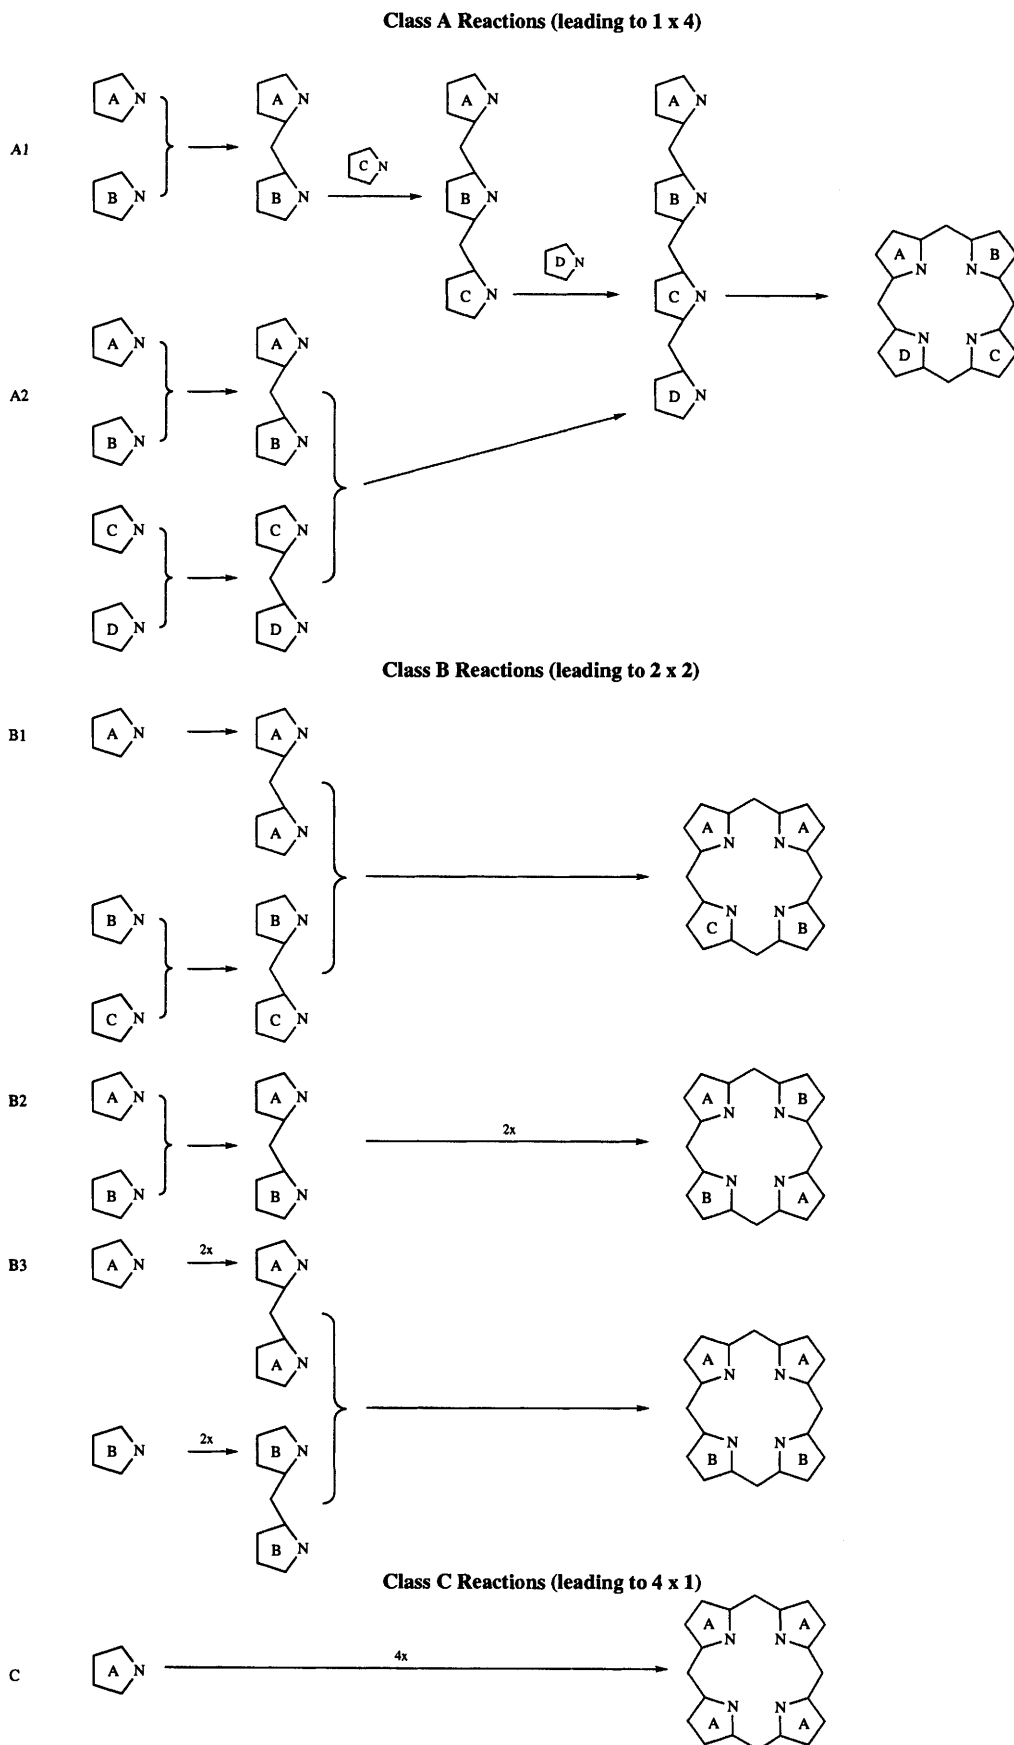 Class A Reactions (leading to 1 x 4)
A N A N A N A N
A1 C N
B N B N B N B N
A B
N N
D N
C N C N
N N
D C
A N A N
A2 D N
B N B N
C N C N
D N D N
Class B Reactions (leading to 2 x 2)
B1 A N A N
A N
A A
N N
B N B N
N N
C B
C N C N
B2 A N A N
A B
N N
2x
B N B N
N N
B A
B3 A N 2x A N
A N
A A
N N
B N 2x B N
N N
B B
B N
Class C Reactions (leading to 4 x 1)
A A
N N
C A N 4x
N N
A A